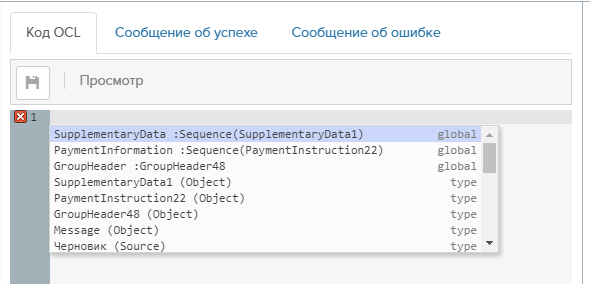 Код OCL Сообщение об успехе Сообщение об ошибке
Просмотр
1
SupplementaryData :Sequence(SupplementaryData1) global
PaymentInformation :Sequence(PaymentInstruction22) global
GroupHeader :GroupHeader48 global
SupplementaryData1 (Object) type
PaymentInstruction22 (Object) type
GroupHeader48 (Object) type
Message (Object) type
Черновик (Source) type